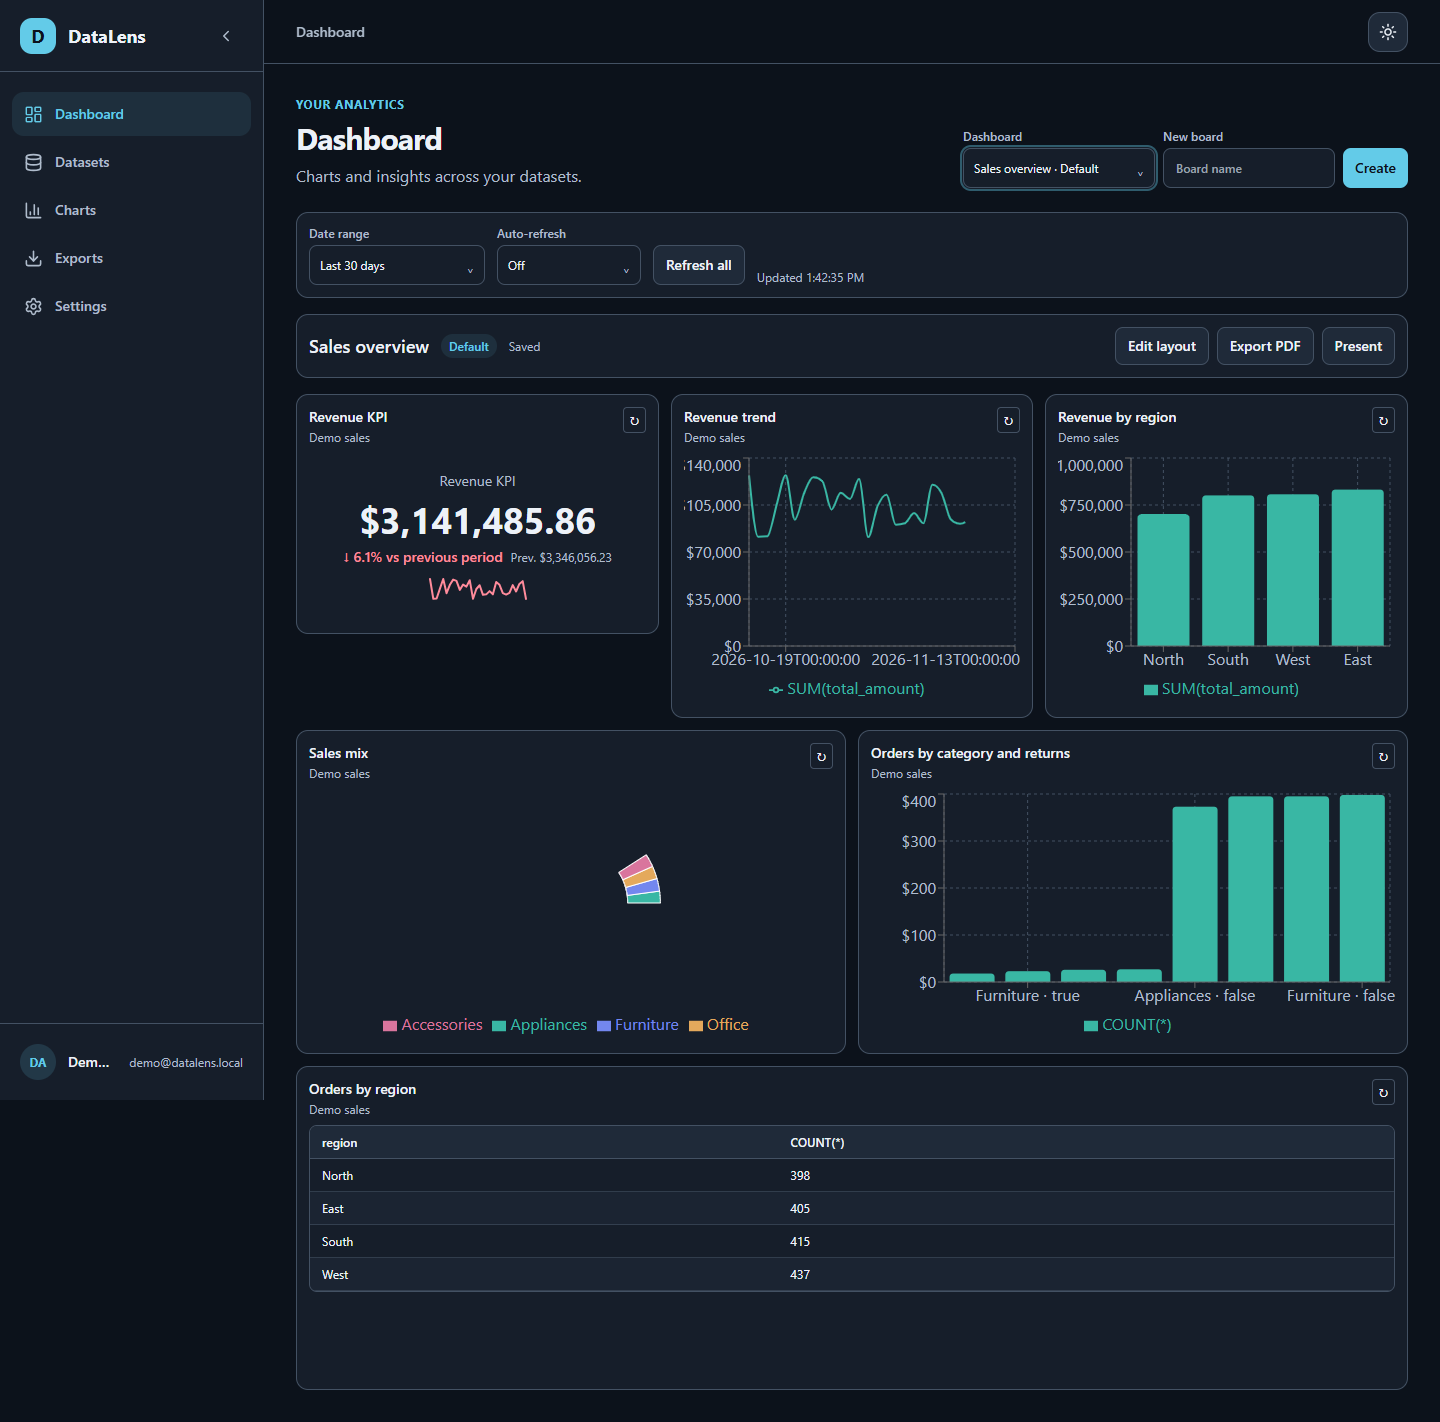 D DataLens
Dashboard
Datasets
Charts
Exports
Settings
DA Dem... demo@datalens.local
Dashboard
YOUR ANALYTICS
Dashboard
Charts and insights across your datasets.
Dashboard
Sales overview · Default
New board
Board name
Create
Date range
Last 30 days
Auto-refresh
Off
Refresh all
Updated 1:42:35 PM
Sales overview Default Saved
Edit layout Export PDF Present
Revenue KPI
Demo sales
Revenue KPI
$3,141,485.86
↓ 6.1% vs previous period Prev. $3,346,056.23
Revenue trend
Demo sales
140,000
105,000
$70,000
$35,000
$0
2026-10-19T00:00:00 2026-11-13T00:00:00
SUM(total_amount)
Revenue by region
Demo sales
1,000,000
$750,000
$500,000
$250,000
$0
North South West East
SUM(total_amount)
Sales mix
Demo sales
Accessories Appliances Furniture Office
Orders by category and returns
Demo sales
$400
$300
$200
$100
$0
Furniture · true Appliances · false Furniture · false
COUNT(*)
Orders by region
Demo sales
region COUNT(*)
North 398
East 405
South 415
West 437